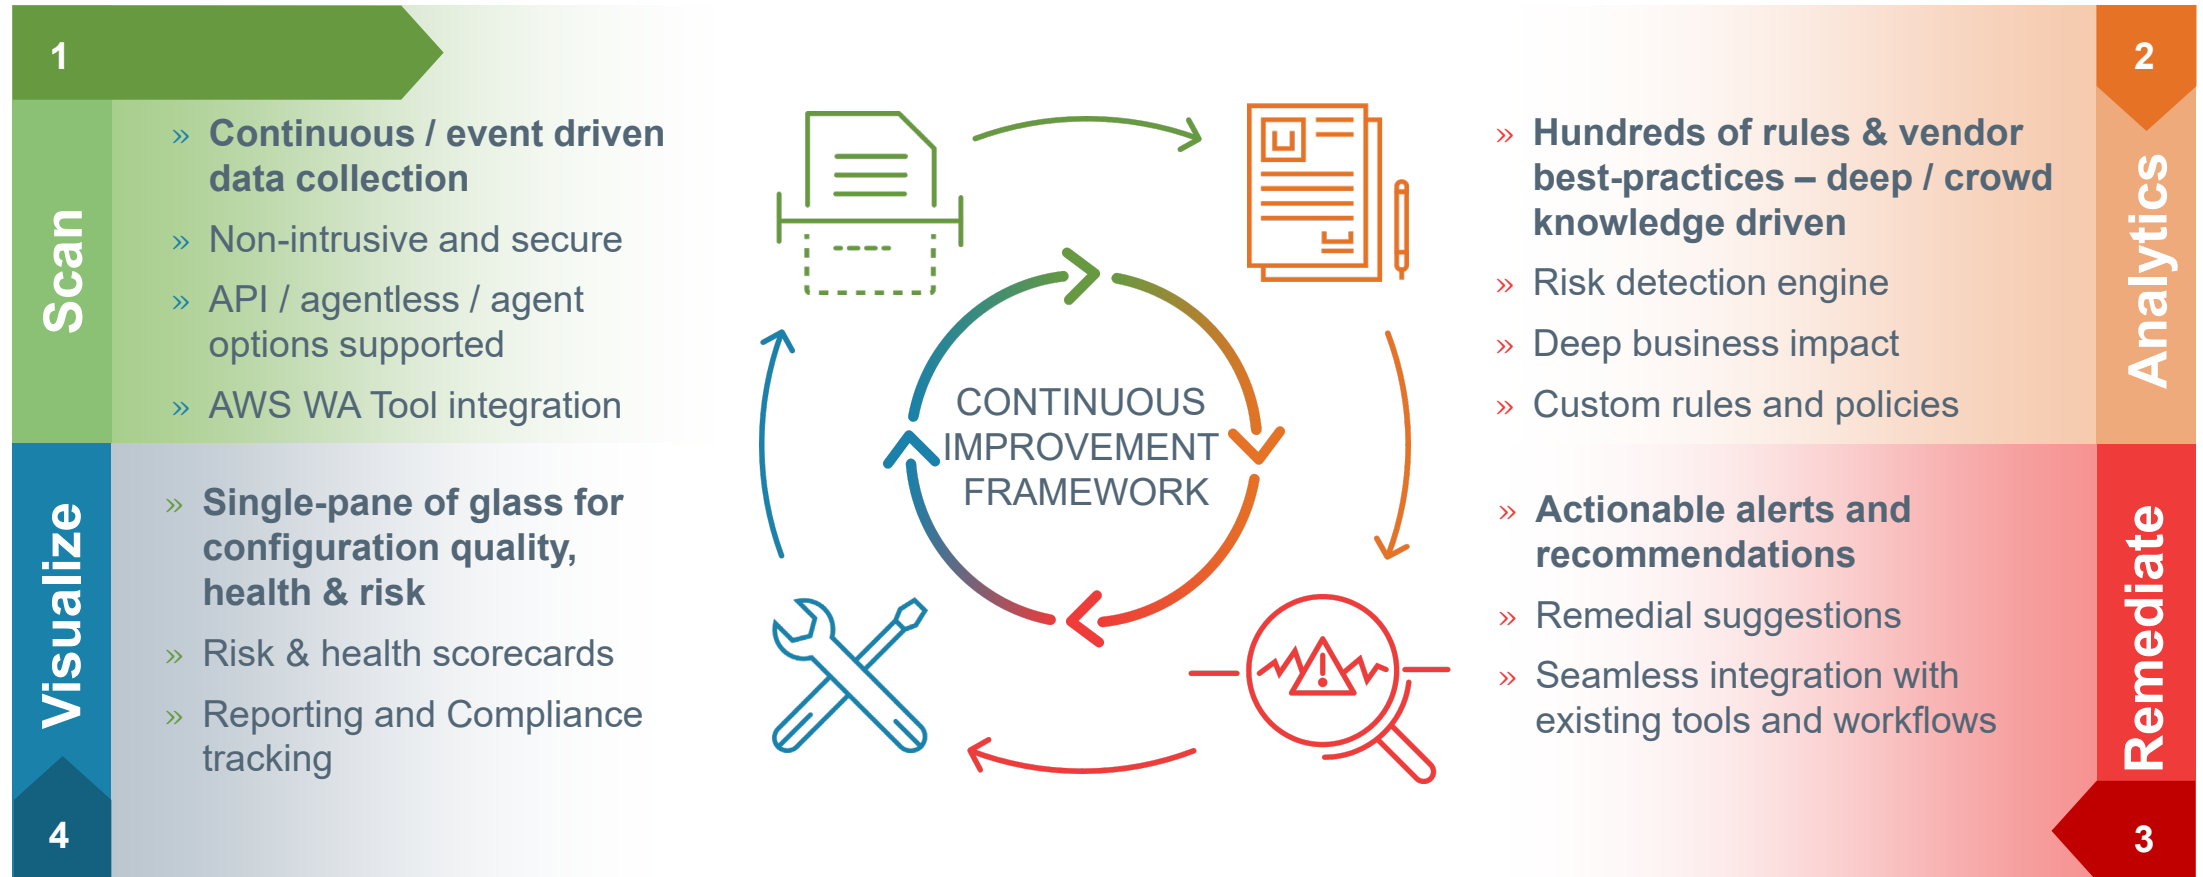 1
Scan
» Continuous / event driven
data collection
» Non-intrusive and secure
» API / agentless / agent
options supported
» AWS WA Tool integration
2
Analytics
» Hundreds of rules & vendor
best-practices – deep / crowd
knowledge driven
» Risk detection engine
» Deep business impact
» Custom rules and policies
CONTINUOUS
IMPROVEMENT
FRAMEWORK
3
Remediate
» Actionable alerts and
recommendations
» Remedial suggestions
» Seamless integration with
existing tools and workflows
4
Visualize
» Single-pane of glass for
configuration quality,
health & risk
» Risk & health scorecards
» Reporting and Compliance
tracking